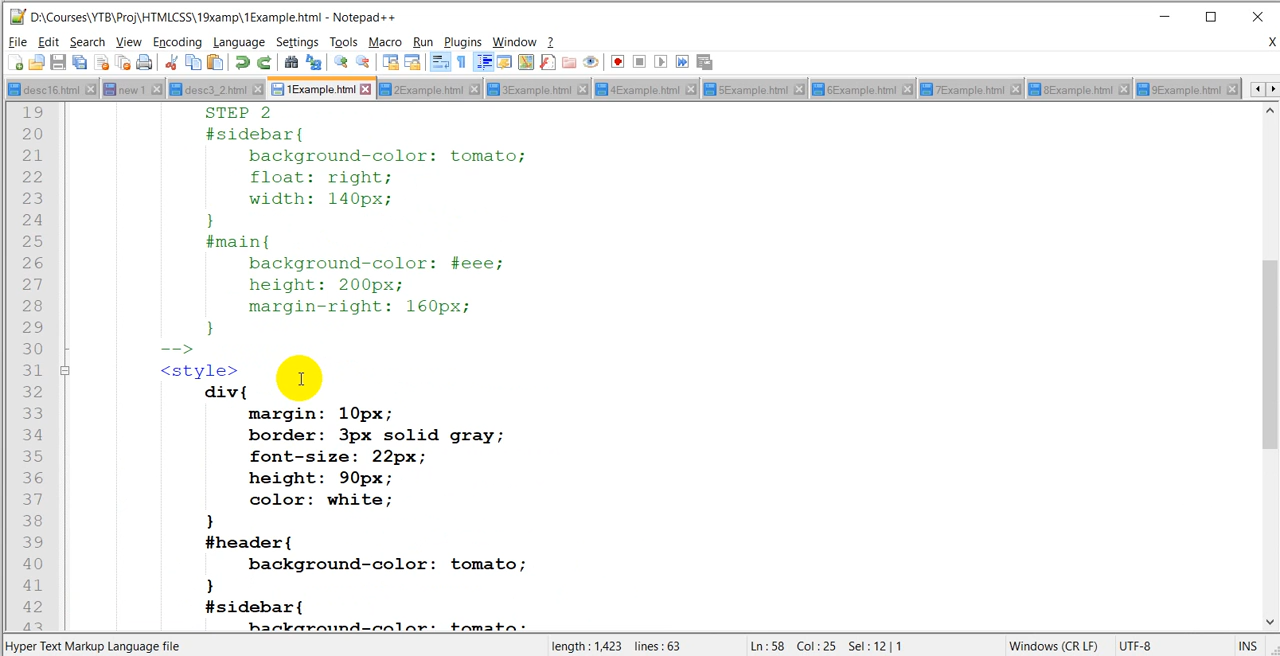 D:\Courses\YTB\Proj\HTMLCSS\19xamp\1Example.html - Notepad++
File Edit Search View Encoding Language Settings Tools Macro Run Plugins Window ? X
desc16.html new 1 desc3_2.html 1Example.html 2Example.html 3Example.html 4Example.html 5Example.html 6Example.html 7Example.html 8Example.html 9Example.html
19 STEP 2
20 #sidebar{
21 background-color: tomato;
22 float: right;
23 width: 140px;
24 }
25 #main{
26 background-color: #eee;
27 height: 200px;
28 margin-right: 160px;
29 }
30 -->
31 <style>
32 div{
33 margin: 10px;
34 border: 3px solid gray;
35 font-size: 22px;
36 height: 90px;
37 color: white;
38 }
39 #header{
40 background-color: tomato;
41 }
42 #sidebar{
43 background-color: tomato;
Hyper Text Markup Language file length : 1,423 lines : 63 Ln : 58 Col : 25 Sel : 12 | 1 Windows (CR LF) UTF-8 INS